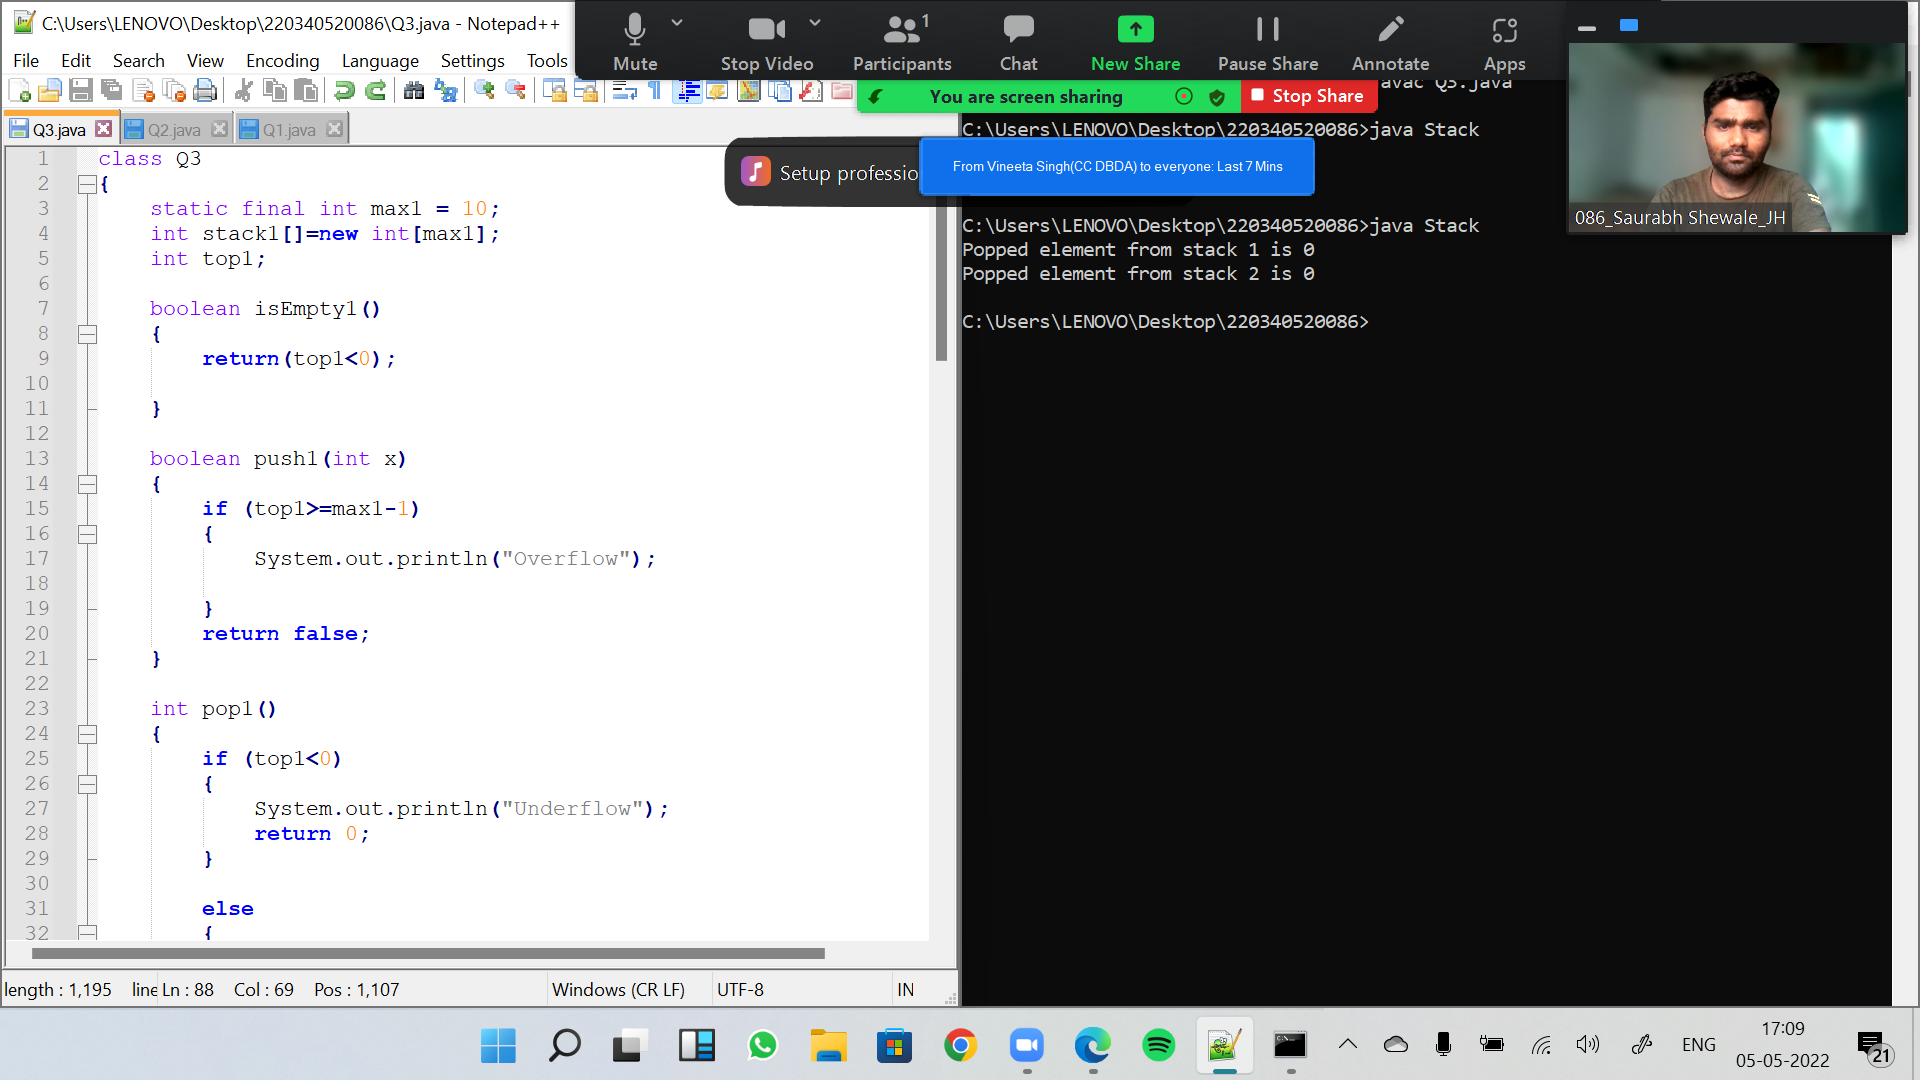 C:\Users\LENOVO\Desktop\220340520086\Q3.java - Notepad++
File Edit Search View Encoding Language Settings Tools
Mute Stop Video Participants 1 Chat New Share Pause Share Annotate Apps
You are screen sharing Stop Share
Q3.java Q2.java Q1.java
Setup professio
From Vineeta Singh(CC DBDA) to everyone: Last 7 Mins
086_Saurabh Shewale_JH
1 class Q3
2 {
3 static final int max1 = 10;
4 int stack1[]=new int[max1];
5 int top1;
6
7 boolean isEmpty1()
8 {
9 return(top1<0);
10
11 }
12
13 boolean push1(int x)
14 {
15 if (top1>=max1-1)
16 {
17 System.out.println("Overflow");
18
19 }
20 return false;
21 }
22
23 int pop1()
24 {
25 if (top1<0)
26 {
27 System.out.println("Underflow");
28 return 0;
29 }
30
31 else
32 {
avac Q3.java
C:\Users\LENOVO\Desktop\220340520086>java Stack
C:\Users\LENOVO\Desktop\220340520086>java Stack
Popped element from stack 1 is 0
Popped element from stack 2 is 0
C:\Users\LENOVO\Desktop\220340520086>
length : 1,195 line Ln : 88 Col : 69 Pos : 1,107 Windows (CR LF) UTF-8 IN
ENG
17:09
05-05-2022
21